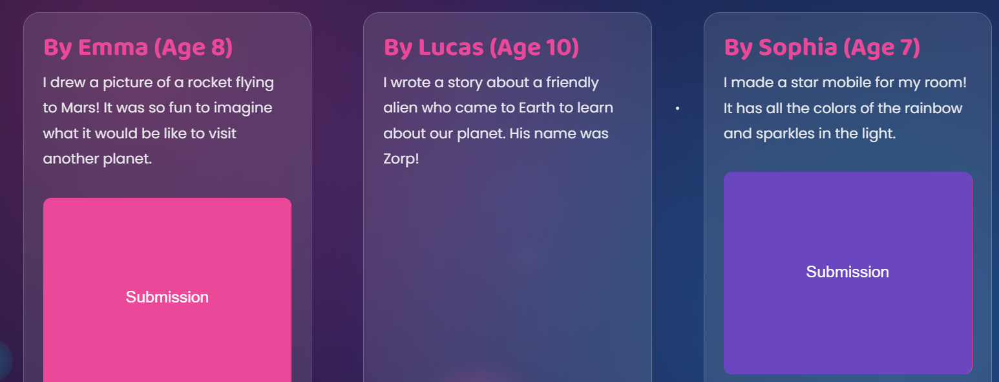 By Emma (Age 8)
I drew a picture of a rocket flying
to Mars! It was so fun to imagine
what it would be like to visit
another planet.
Submission
By Lucas (Age 10)
I wrote a story about a friendly
alien who came to Earth to learn
about our planet. His name was
Zorp!
By Sophia (Age 7)
I made a star mobile for my room!
It has all the colors of the rainbow
and sparkles in the light.
Submission